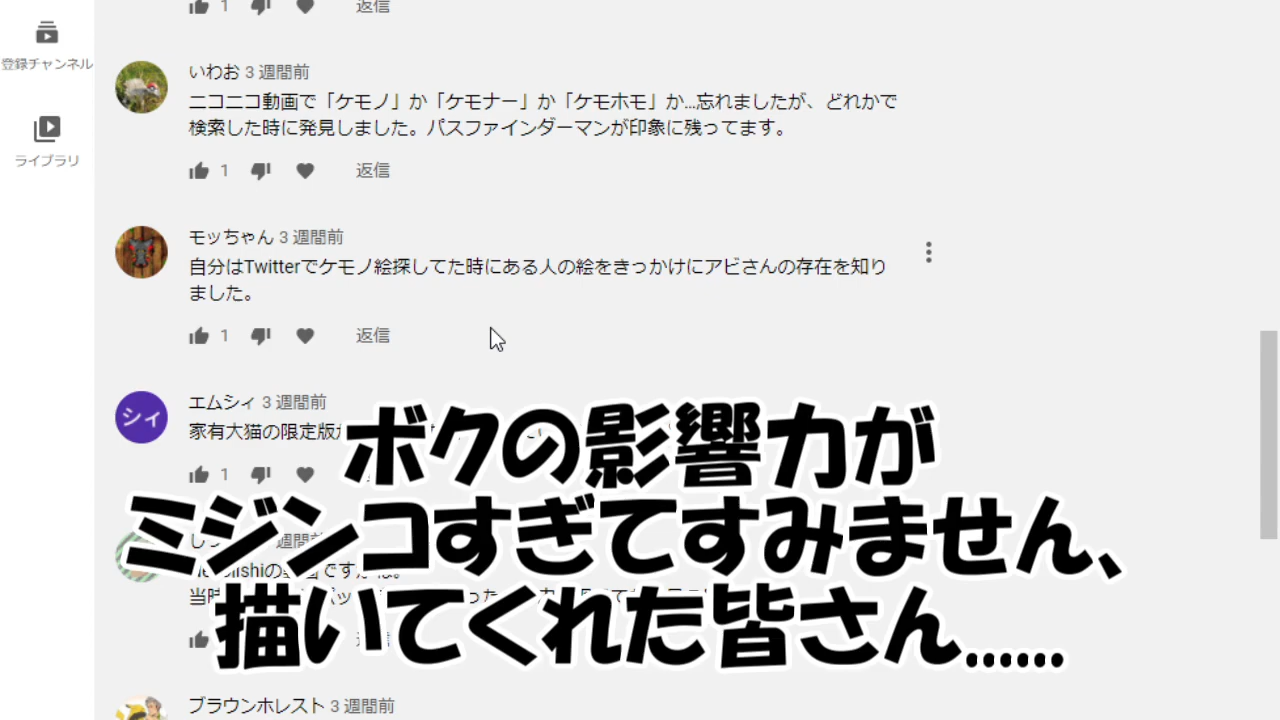 1 返信
登録チャンネル
ライブラリ
いわお 3 週間前
ニコニコ動画で「ケモノ」か「ケモナー」か「ケモホモ」か...忘れましたが、どれかで
検索した時に発見しました。パスファインダーマンが印象に残ってます。
1 返信
モッちゃん 3 週間前
自分はTwitterでケモノ絵探してた時にある人の絵をきっかけにアビさんの存在を知り
ました。
1 返信
シィ
エムシィ 3 週間前
家有大猫の限定版
1
ボクの影響力が
ミジンコすぎてすみません、
描いてくれた皆さん......
ブラウンホレスト 3 週間前